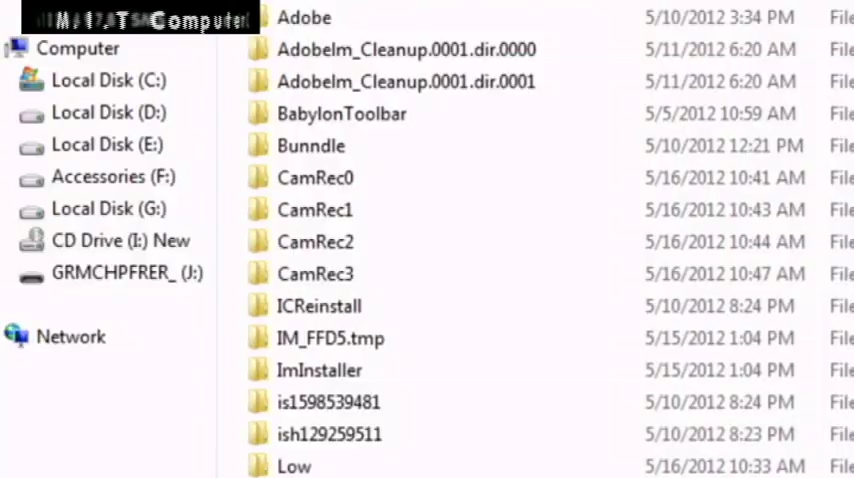 Computer
Computer
Local Disk (C:)
Local Disk (D:)
Local Disk (E:)
Accessories (F:)
Local Disk (G:)
CD Drive (I:) New
GRMCHPFRER_ (J:)
Network
Adobe 5/10/2012 3:34 PM File
AdobeIm_Cleanup.0001.dir.0000 5/11/2012 6:20 AM File
AdobeIm_Cleanup.0001.dir.0001 5/11/2012 6:20 AM File
BabylonToolbar 5/5/2012 10:59 AM File
Bunndle 5/10/2012 12:21 PM File
CamRec0 5/16/2012 10:41 AM File
CamRec1 5/16/2012 10:43 AM File
CamRec2 5/16/2012 10:44 AM File
CamRec3 5/16/2012 10:47 AM File
ICReinstall 5/10/2012 8:24 PM File
IM_FFD5.tmp 5/15/2012 1:04 PM File
ImInstaller 5/15/2012 1:04 PM File
is1598539481 5/10/2012 8:24 PM File
ish129259511 5/10/2012 8:23 PM File
Low 5/16/2012 10:33 AM File